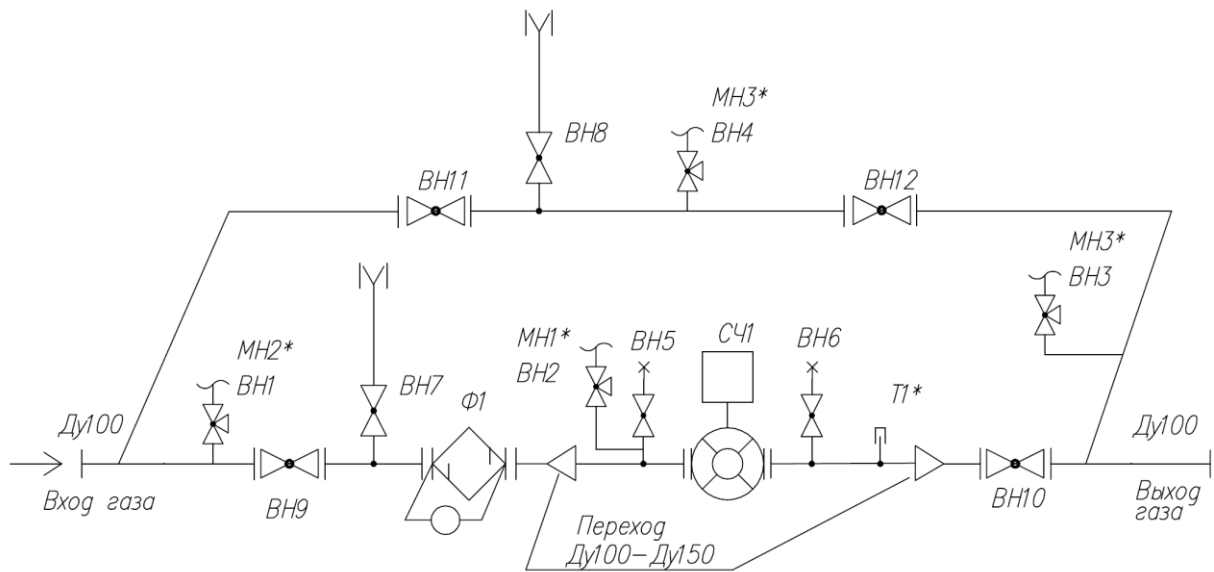 МН3*
ВН8
ВН4
ВН11
ВН12
МН3*
ВН3
МН2*
ВН1
МН1*
ВН2
ВН5
СЧ1
ВН6
ВН7
Ф1
Т1*
Ду100
Ду100
Вход газа
ВН9
ВН10
Выход
газа
Переход
Ду100-Ду150